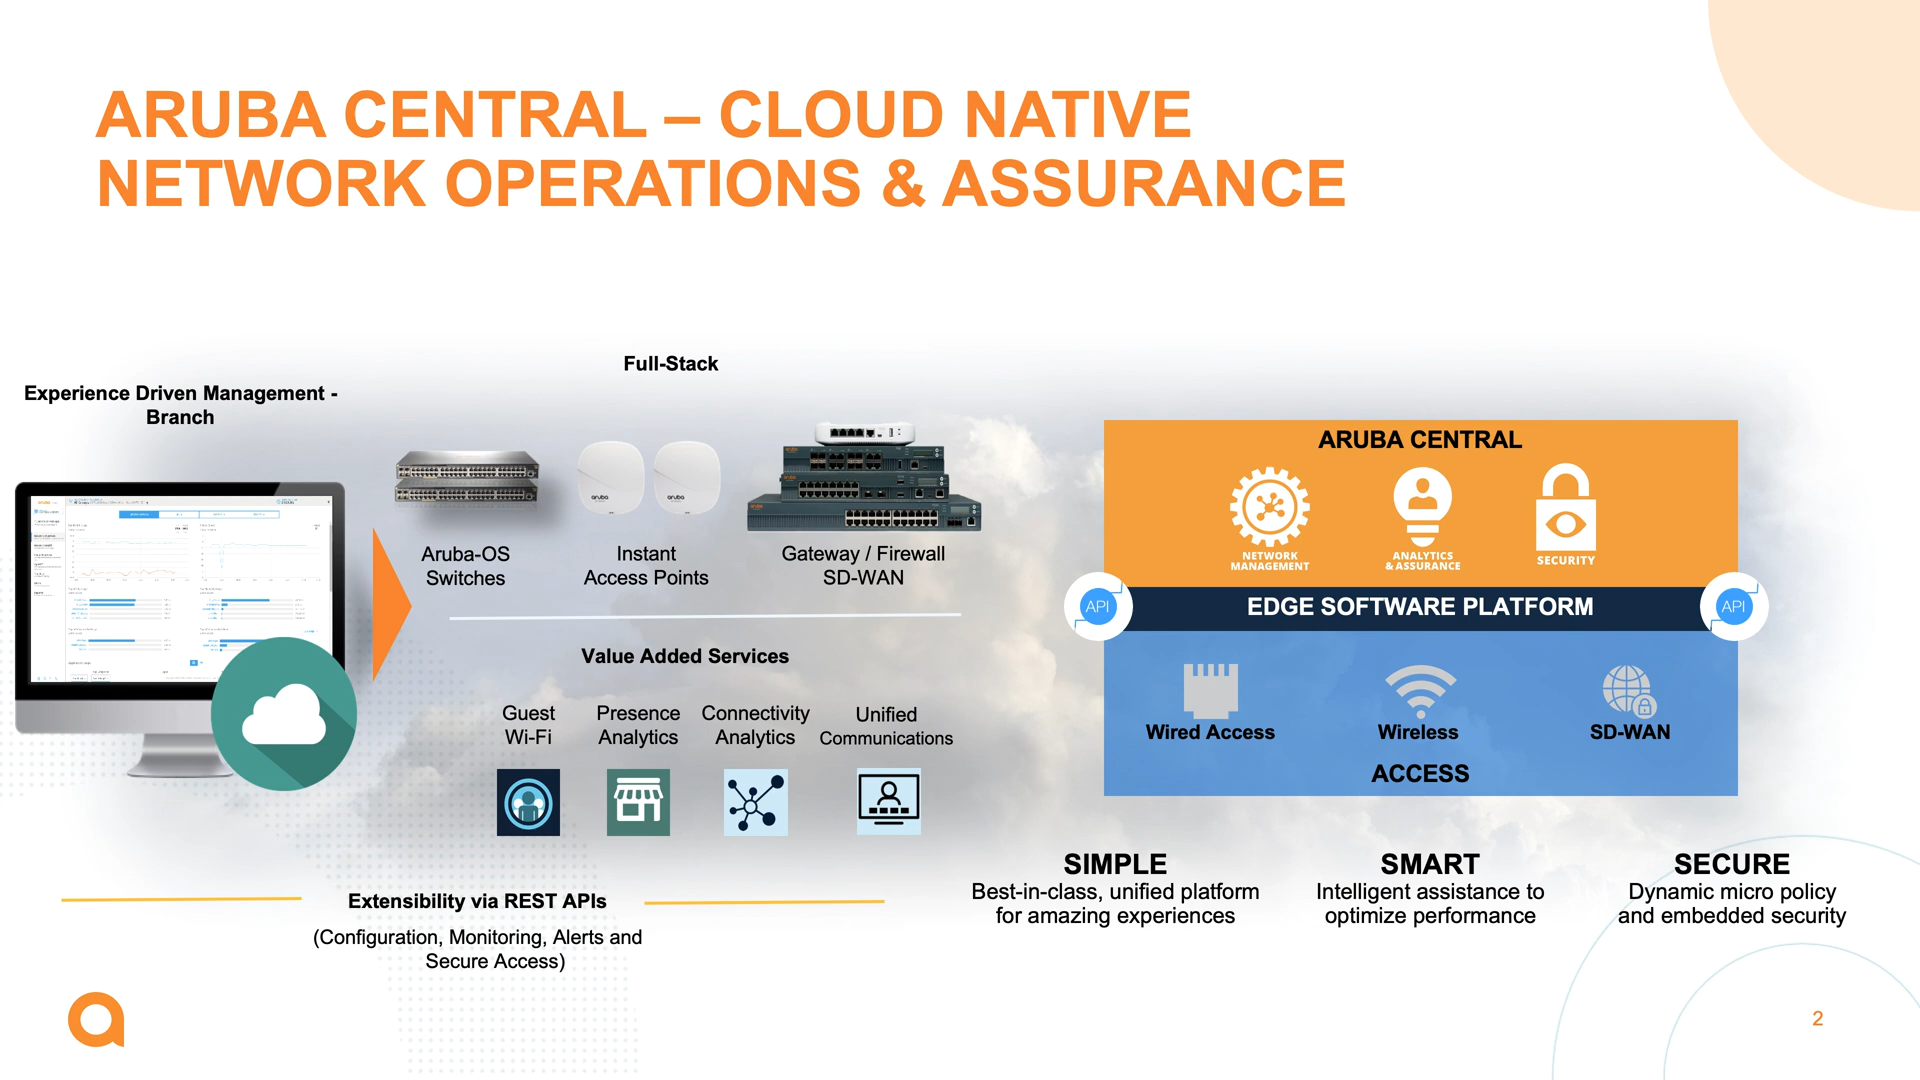 ARUBA CENTRAL – CLOUD NATIVE
NETWORK OPERATIONS & ASSURANCE
Experience Driven Management -
Branch
Full-Stack
aruba
aruba
Aruba-OS
Switches
Instant
Access Points
Gateway / Firewall
SD-WAN
Value Added Services
Guest
Wi-Fi
Presence
Analytics
Connectivity
Analytics
Unified
Communications
Extensibility via REST APIs
(Configuration, Monitoring, Alerts and
Secure Access)
ARUBA CENTRAL
NETWORK
MANAGEMENT
ANALYTICS
& ASSURANCE
SECURITY
API
EDGE SOFTWARE PLATFORM
API
Wired Access
Wireless
SD-WAN
ACCESS
SIMPLE
Best-in-class, unified platform
for amazing experiences
SMART
Intelligent assistance to
optimize performance
SECURE
Dynamic micro policy
and embedded security
2